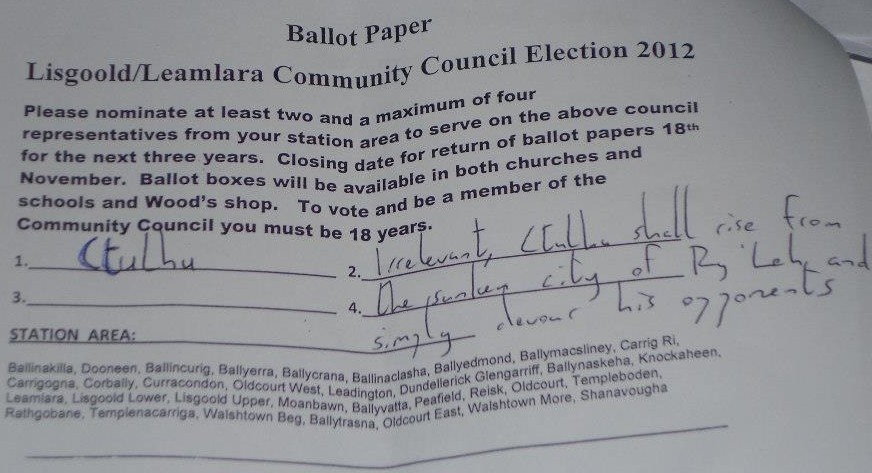 Ballot Paper
Lisgoold/Leamlara Community Council Election 2012
Please nominate at least two and a maximum of four
representatives from your station area to serve on the above council
for the next three years. Closing date for return of ballot papers 18th
November. Ballot boxes will be available in both churches and
schools and Wood's shop. To vote and be a member of the
Community Council you must be 18 years.
1. Ctulhu
2. Irrelevant, Ctulhu shall rise from
3.
4. the sunken city of Ry'Leh, and
simply devour his opponents
STATION AREA:
Ballinakilla, Dooneen, Ballincurig, Ballyerra, Ballycrana, Ballinaclasha, Ballyedmond, Ballymacsliney, Carrig Ri,
Carrigogna, Corbally, Curracondon, Oldcourt West, Leadington, Dundellerick Glengarriff, Ballynaskeha, Knockaheen,
Leamlara, Lisgoold Lower, Lisgoold Upper, Moanbawn, Ballyvatta, Peafield, Reisk, Oldcourt, Templeboden,
Rathgobane, Templenacarriga, Walshtown Beg, Ballytrasna, Oldcourt East, Walshtown More, Shanavougha